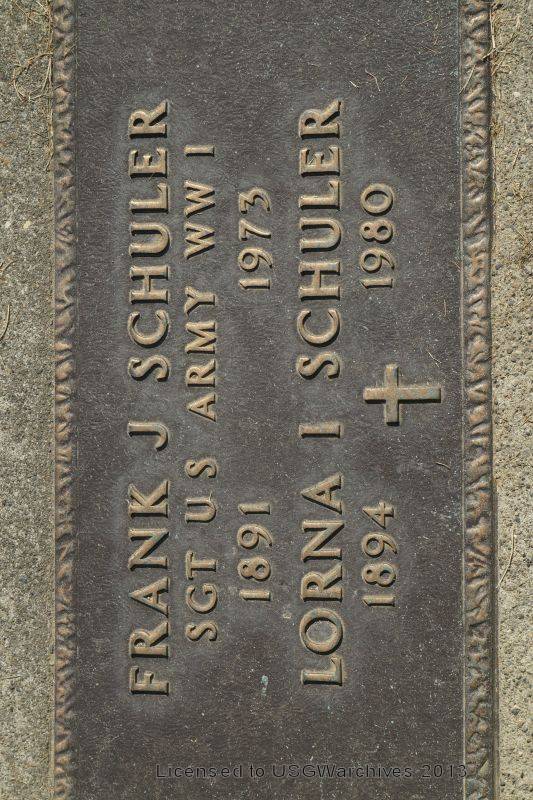 FRANK J SCHULER
SGT US ARMY WW I
1891 1973
LORNA I SCHULER
1894 1980
Licensed to USGWarchives 2013